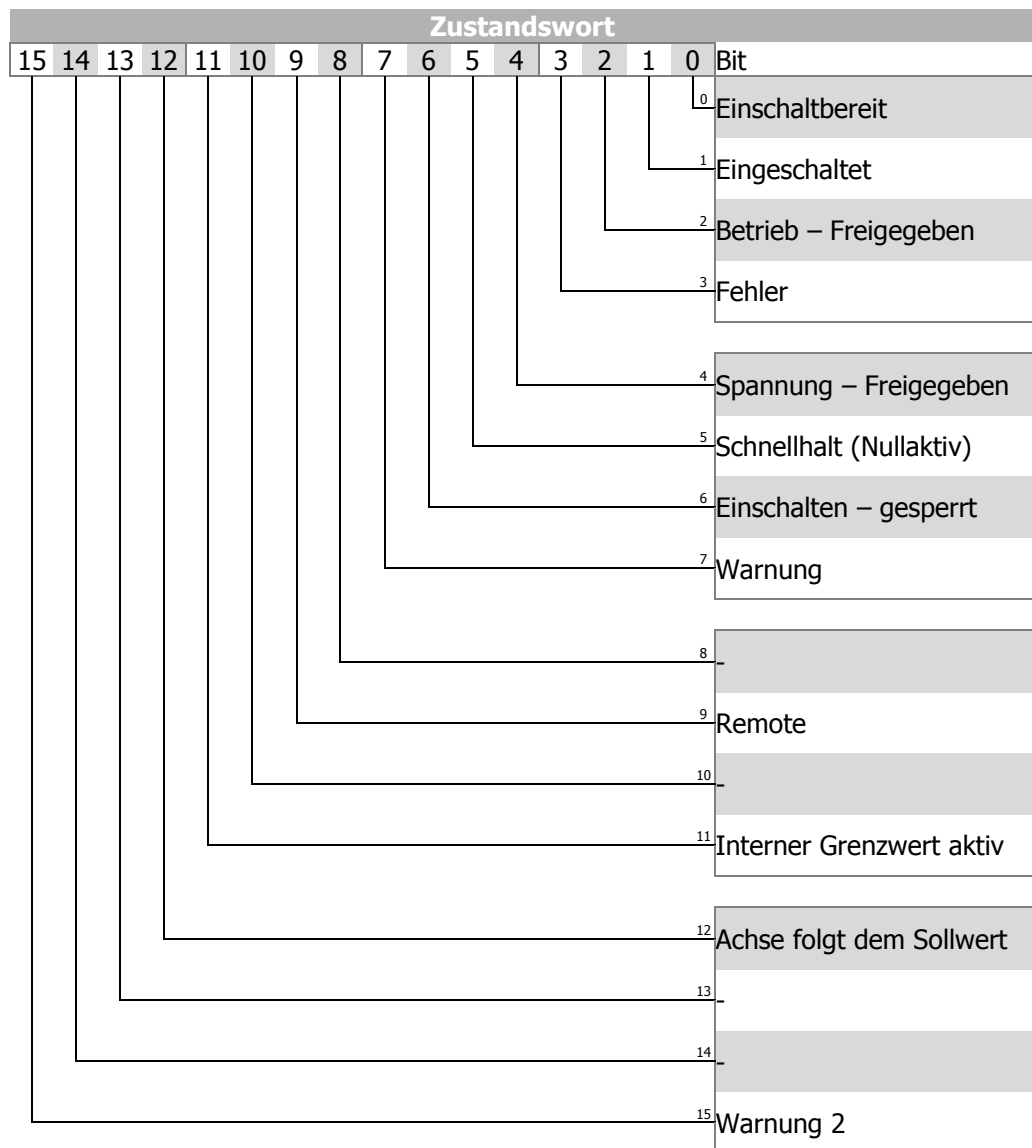 Zustandswort
15 14 13 12 11 10 9 8 7 6 5 4 3 2 1 0 Bit
0 Einschaltbereit
1 Eingeschaltet
2 Betrieb – Freigegeben
3 Fehler
4 Spannung – Freigegeben
5 Schnellhalt (Nullaktiv)
6 Einschalten – gesperrt
7 Warnung
8 -
9 Remote
10 -
11 Interner Grenzwert aktiv
12 Achse folgt dem Sollwert
13 -
14 -
15 Warnung 2